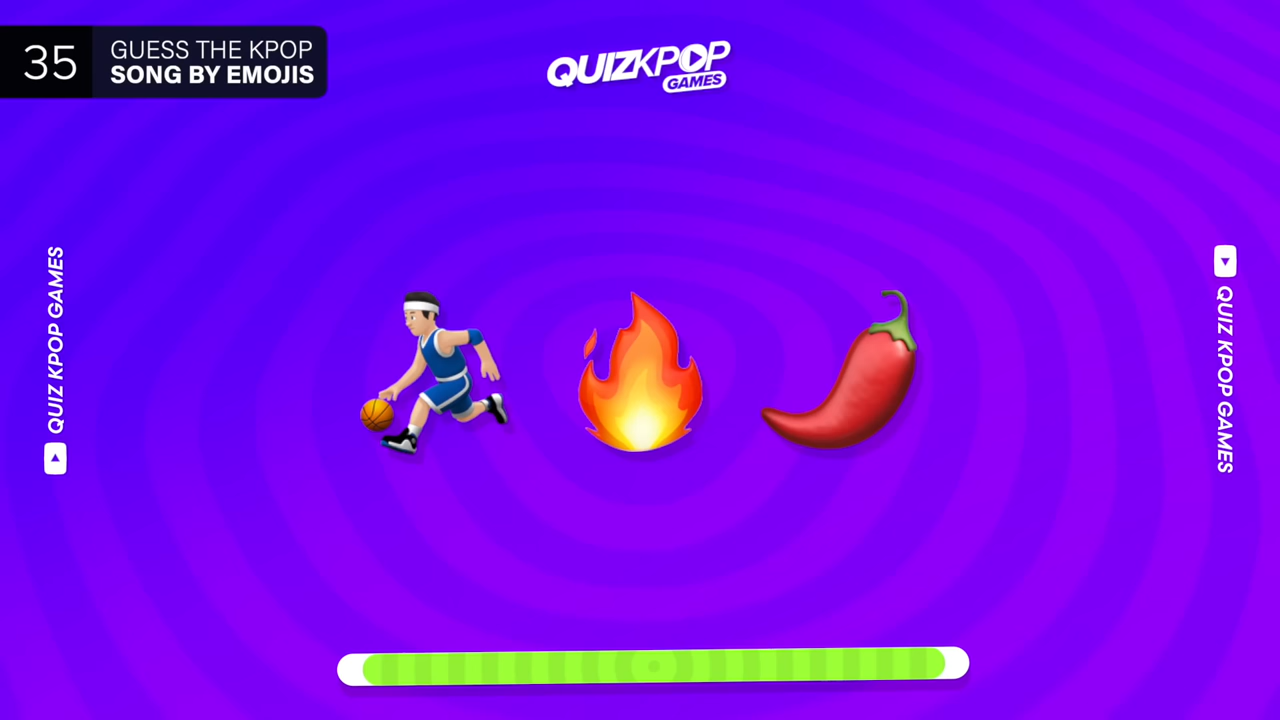 35
GUESS THE KPOP
SONG BY EMOJIS
QUIZKPOP
GAMES
QUIZ KPOP GAMES
QUIZ KPOP GAMES